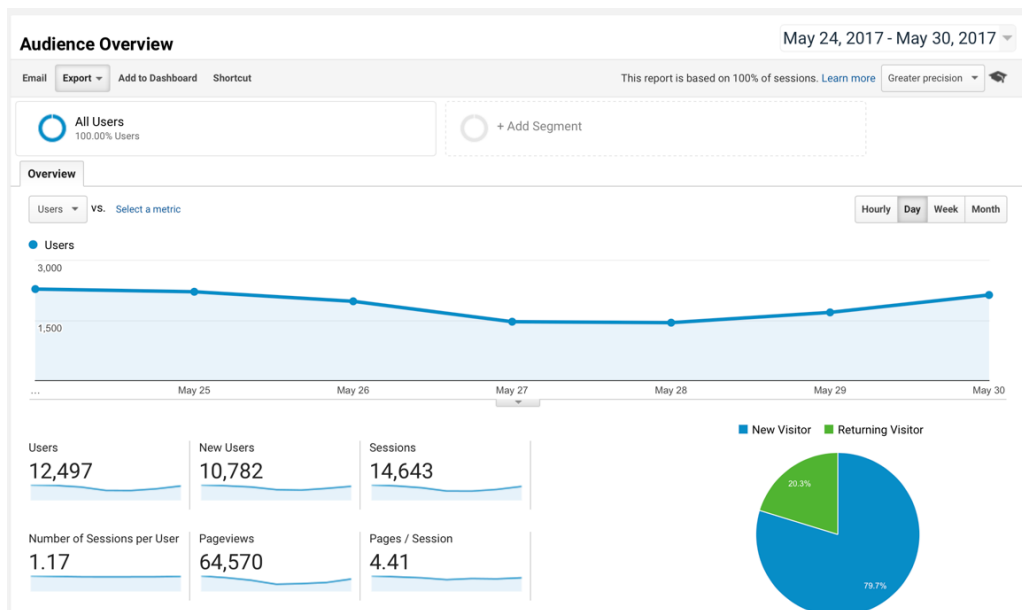 Audience Overview
May 24, 2017 - May 30, 2017
Email Export Add to Dashboard Shortcut
This report is based on 100% of sessions. Learn more Greater precision
All Users
100.00% Users
+ Add Segment
Overview
Users VS. Select a metric
Hourly Day Week Month
Users
3,000
1,500
... May 25 May 26 May 27 May 28 May 29 May 30
New Visitor Returning Visitor
Users New Users Sessions
12,497 10,782 14,643
20.3%
Number of Sessions per User Pageviews Pages / Session
1.17 64,570 4.41
79.7%